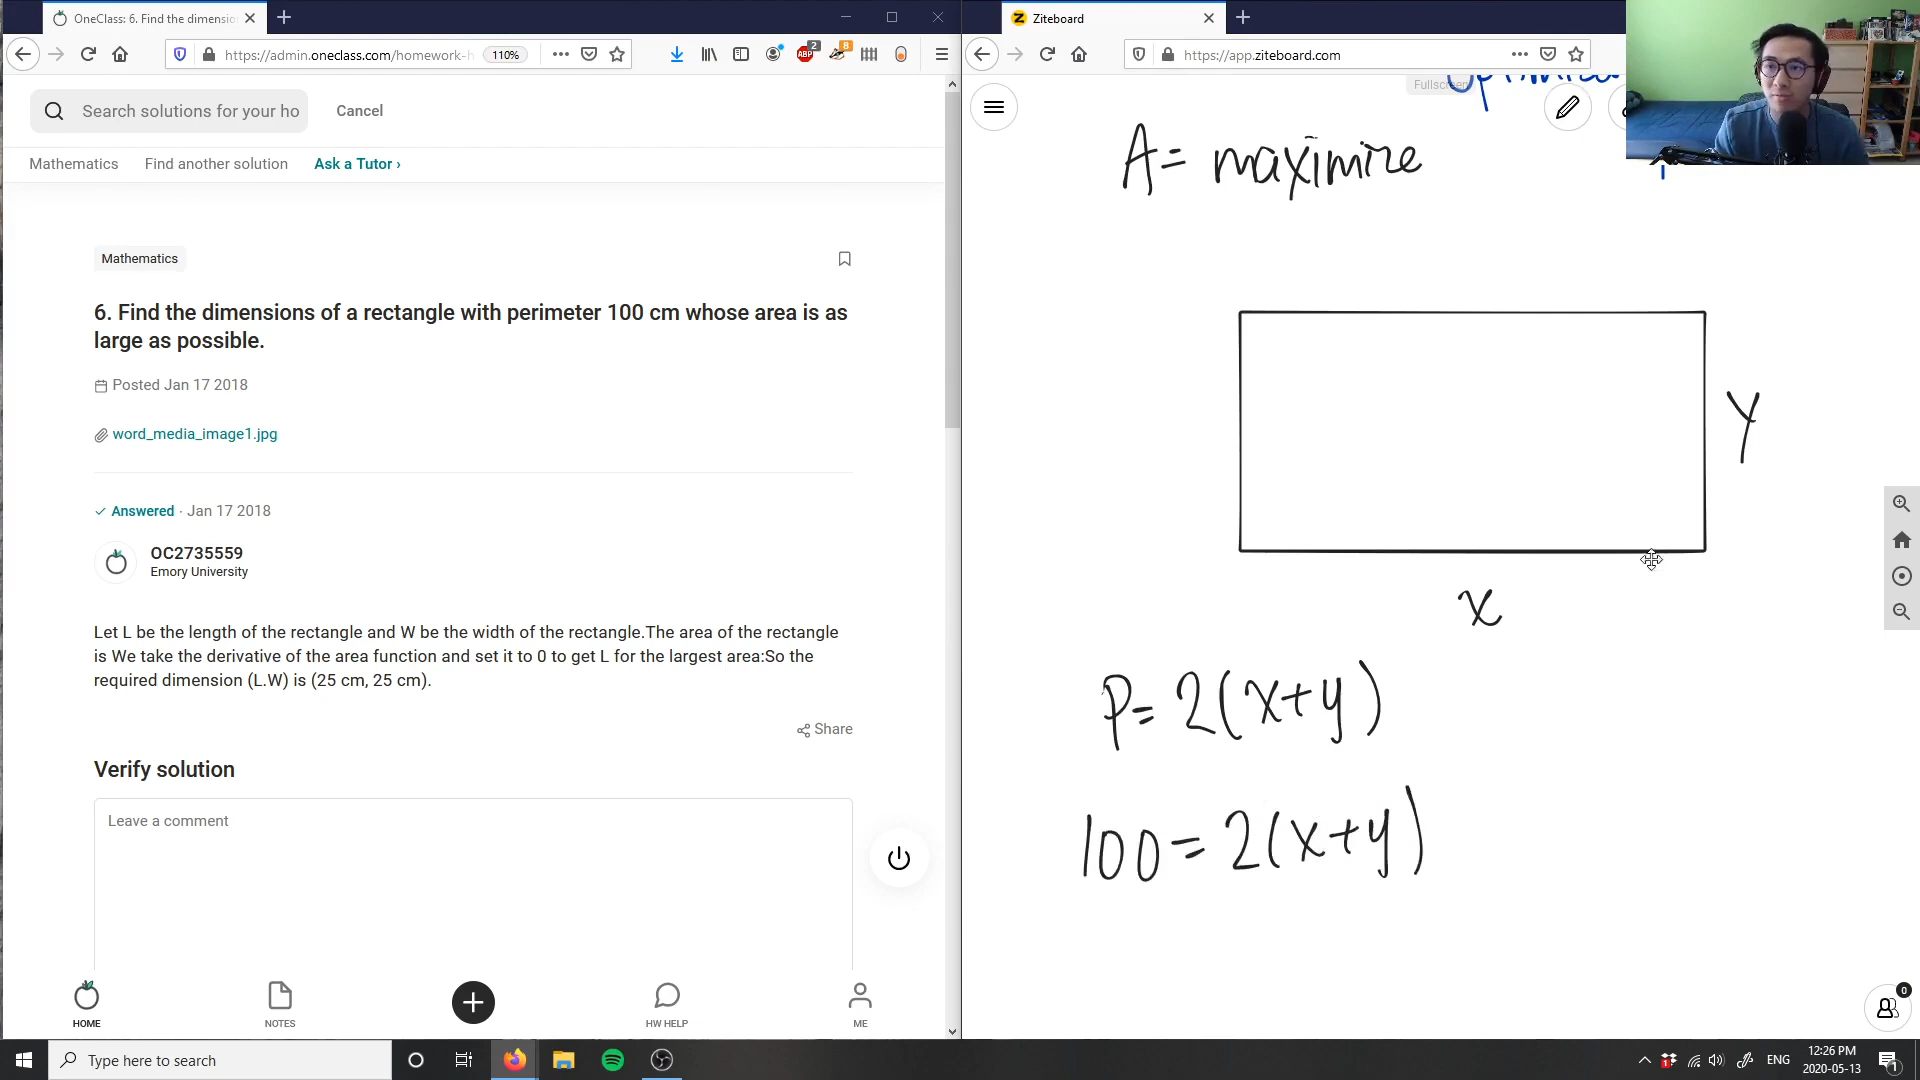 OneClass: 6. Find the dimensio
Ziteboard
https://admin.oneclass.com/homework-h
110%
2
8
https://app.ziteboard.com
Search solutions for your ho
Cancel
Fullscreen
Mathematics
Find another solution
Ask a Tutor ›
A = maximize
Mathematics
6. Find the dimensions of a rectangle with perimeter 100 cm whose area is as
large as possible.
Posted Jan 17 2018
word_media_image1.jpg
y
Answered · Jan 17 2018
OC2735559
Emory University
x
Let L be the length of the rectangle and W be the width of the rectangle.The area of the rectangle
is We take the derivative of the area function and set it to 0 to get L for the largest area:So the
required dimension (L.W) is (25 cm, 25 cm).
P = 2(x+y)
Share
Verify solution
Leave a comment
100 = 2(x+y)
HOME
NOTES
HW HELP
ME
0
Type here to search
ENG
12:26 PM
2020-05-13
1